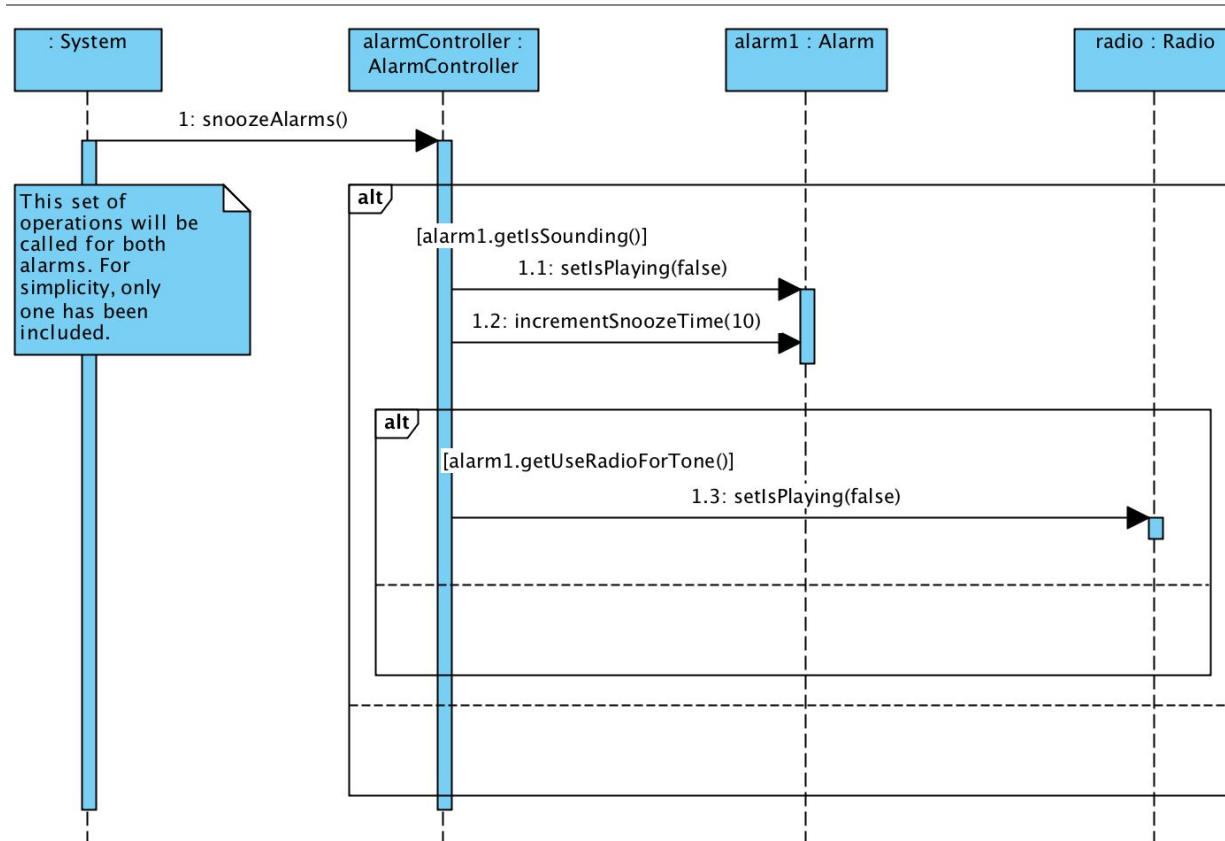 : System
alarmController :
AlarmController
alarm1 : Alarm
radio : Radio
1: snoozeAlarms()
This set of
operations will be
called for both
alarms. For
simplicity, only
one has been
included.
alt
[alarm1.getIsSounding()]
1.1: setIsPlaying(false)
1.2: incrementSnoozeTime(10)
alt
[alarm1.getUseRadioForTone()]
1.3: setIsPlaying(false)